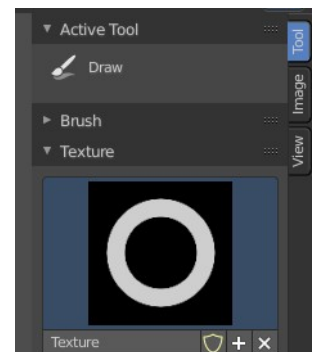 Active Tool
Draw
Brush
Texture
Texture
Tool
Image
View